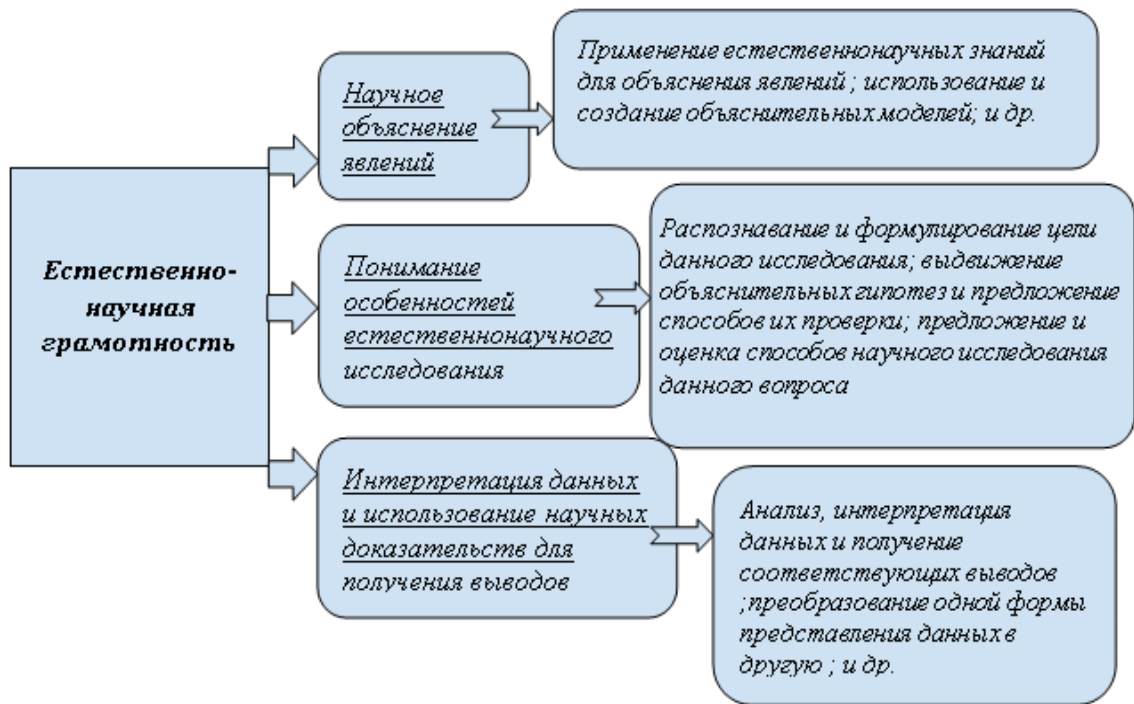 Естественно-
научная
грамотность
Научное
объяснение
явлений
Применение естественнонаучных знаний
для объяснения явлений ; использование и
создание объяснительных моделей; и др.
Понимание
особенностей
естественнонаучного
исследования
Распознавание и формулирование цели
данного исследования; выдвижение
объяснительных гипотез и предложение
способов их проверки; предложение и
оценка способов научного исследования
данного вопроса
Интерпретация данных
и использование научных
доказательств для
получения выводов
Анализ, интерпретация
данных и получение
соответствующих выводов
;преобразование одной формы
представления данных в
другую ; и др.